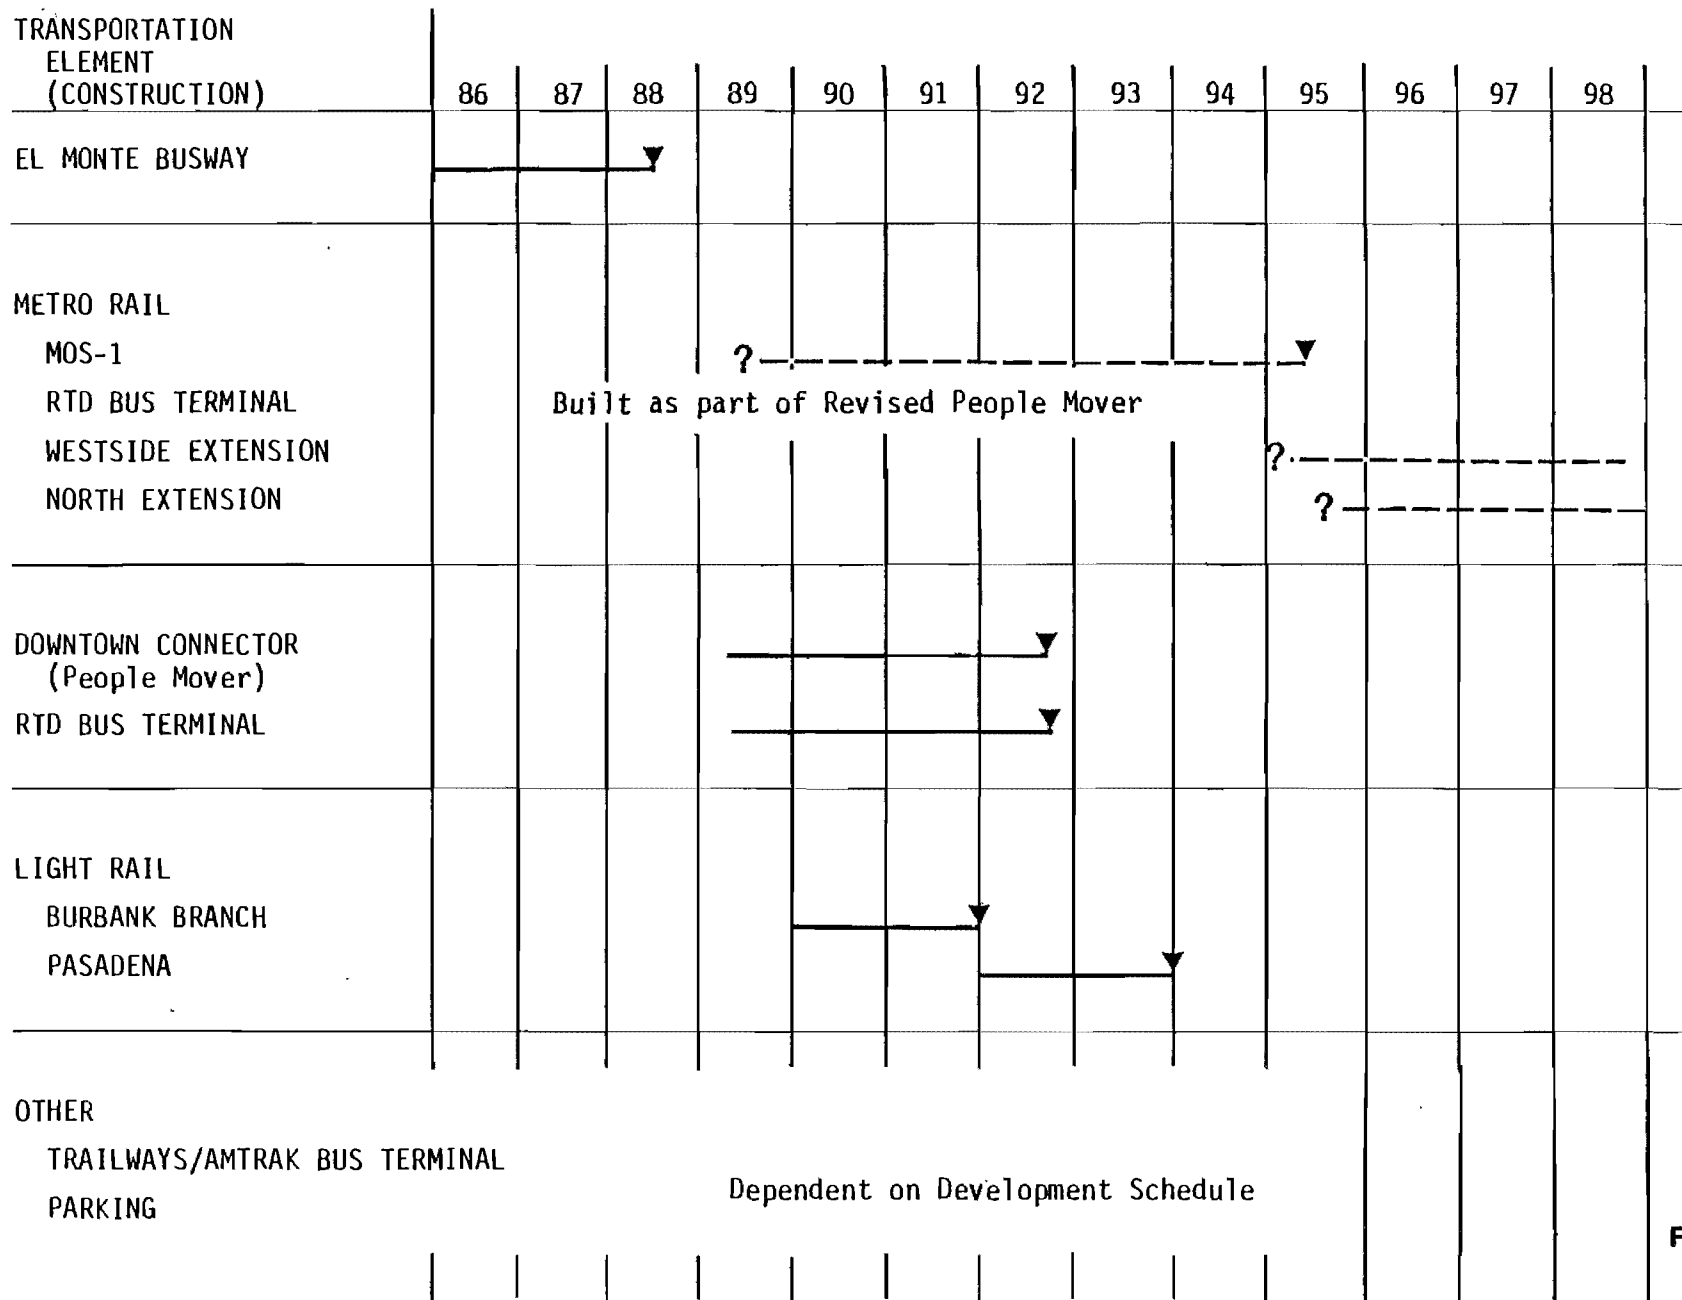 TRANSPORTATION
ELEMENT
(CONSTRUCTION)
86 87 88 89 90 91 92 93 94 95 96 97 98
EL MONTE BUSWAY
METRO RAIL
MOS-1
?
RTD BUS TERMINAL
Built as part of Revised People Mover
WESTSIDE EXTENSION
?
NORTH EXTENSION
?
DOWNTOWN CONNECTOR
(People Mover)
RTD BUS TERMINAL
LIGHT RAIL
BURBANK BRANCH
PASADENA
OTHER
TRAILWAYS/AMTRAK BUS TERMINAL
Dependent on Development Schedule
PARKING